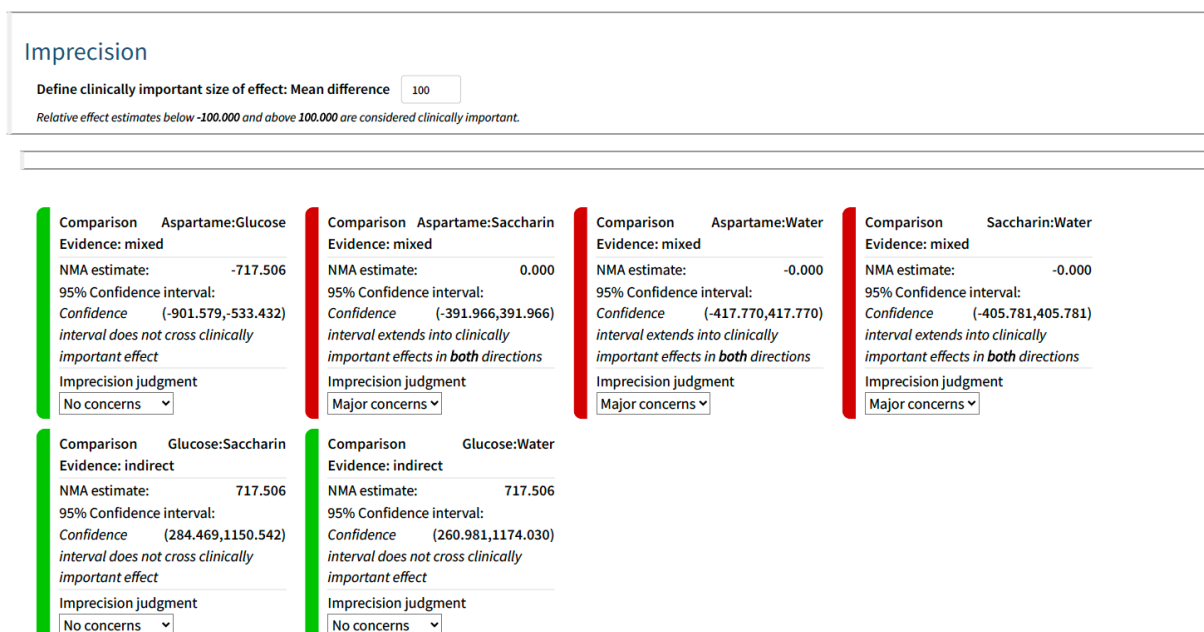 Imprecision
Define clinically important size of effect: Mean difference 100
Relative effect estimates below -100.000 and above 100.000 are considered clinically important.
Comparison Aspartame:Glucose
Evidence: mixed
NMA estimate: -717.506
95% Confidence interval:
Confidence (-901.579,-533.432)
interval does not cross clinically
important effect
Imprecision judgment
No concerns
Comparison Aspartame:Saccharin
Evidence: mixed
NMA estimate: 0.000
95% Confidence interval:
Confidence (-391.966,391.966)
interval extends into clinically
important effects in both directions
Imprecision judgment
Major concerns
Comparison Aspartame:Water
Evidence: mixed
NMA estimate: -0.000
95% Confidence interval:
Confidence (-417.770,417.770)
interval extends into clinically
important effects in both directions
Imprecision judgment
Major concerns
Comparison Saccharin:Water
Evidence: mixed
NMA estimate: -0.000
95% Confidence interval:
Confidence (-405.781,405.781)
interval extends into clinically
important effects in both directions
Imprecision judgment
Major concerns
Comparison Glucose:Saccharin
Evidence: indirect
NMA estimate: 717.506
95% Confidence interval:
Confidence (284.469,1150.542)
interval does not cross clinically
important effect
Imprecision judgment
No concerns
Comparison Glucose:Water
Evidence: indirect
NMA estimate: 717.506
95% Confidence interval:
Confidence (260.981,1174.030)
interval does not cross clinically
important effect
Imprecision judgment
No concerns